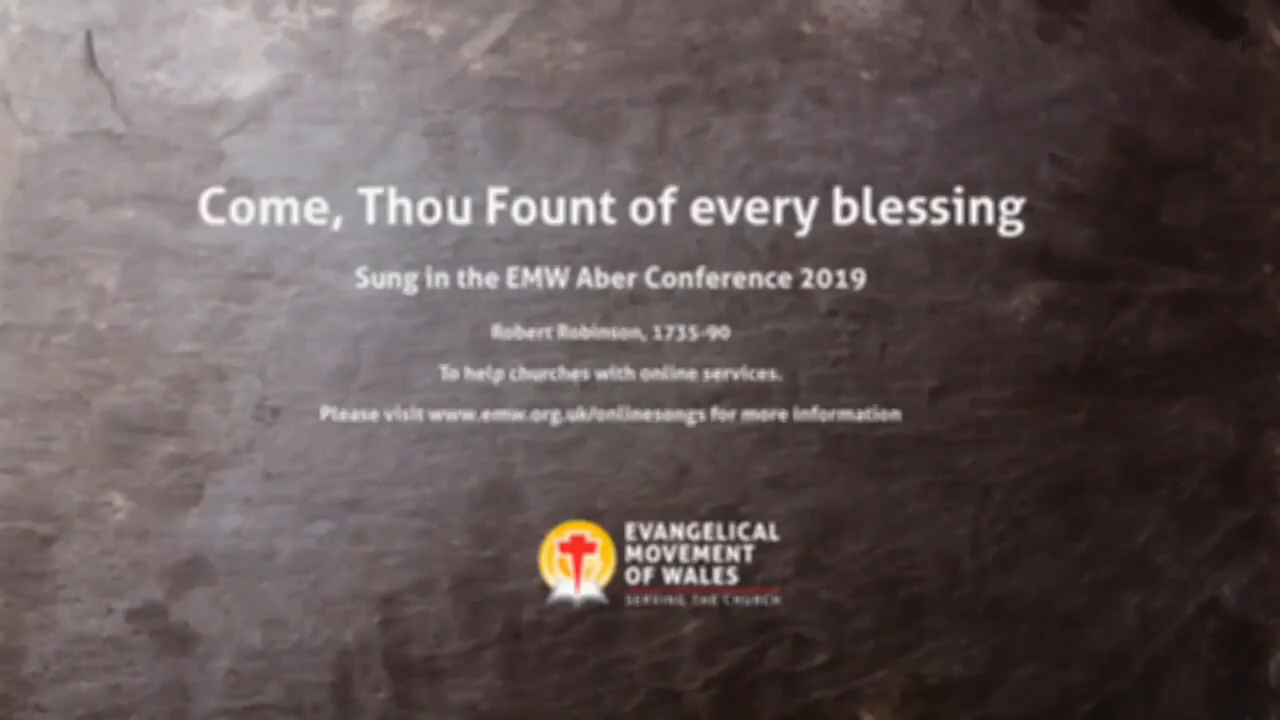 Come, Thou Fount of every blessing
Sung in the EMW Aber Conference 2019
Robert Robinson, 1735-90
To help churches with online services.
Please visit www.emw.org.uk/onlinesongs for more information
EVANGELICAL
MOVEMENT
OF WALES
SERVING THE CHURCH